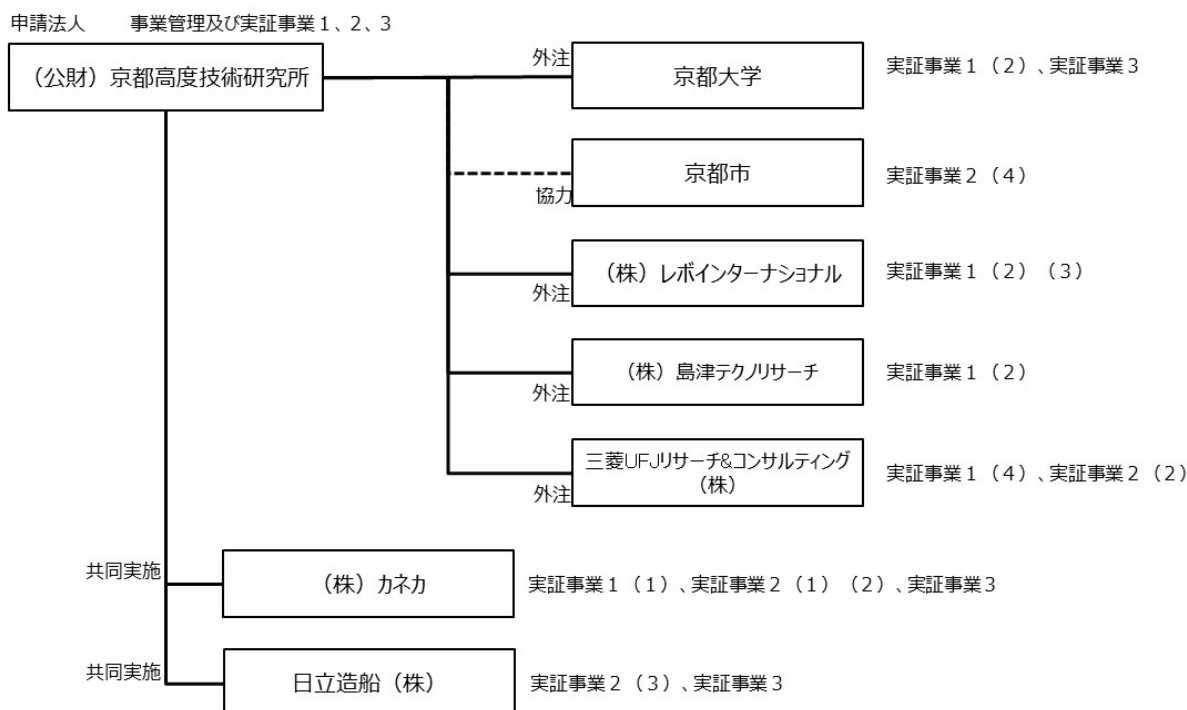 申請法人 事業管理及び実証事業１、２、３
（公財）京都高度技術研究所
外注
京都大学
実証事業１（２）、実証事業３
京都市
協力
実証事業２（４）
（株）レボインターナショナル
外注
実証事業１（２）（３）
（株）島津テクノリサーチ
外注
実証事業１（２）
三菱UFJリサーチ&コンサルティング
（株）
外注
実証事業１（４）、実証事業２（２）
共同実施
（株）カネカ
実証事業１（１）、実証事業２（１）（２）、実証事業３
共同実施
日立造船（株）
実証事業２（３）、実証事業３